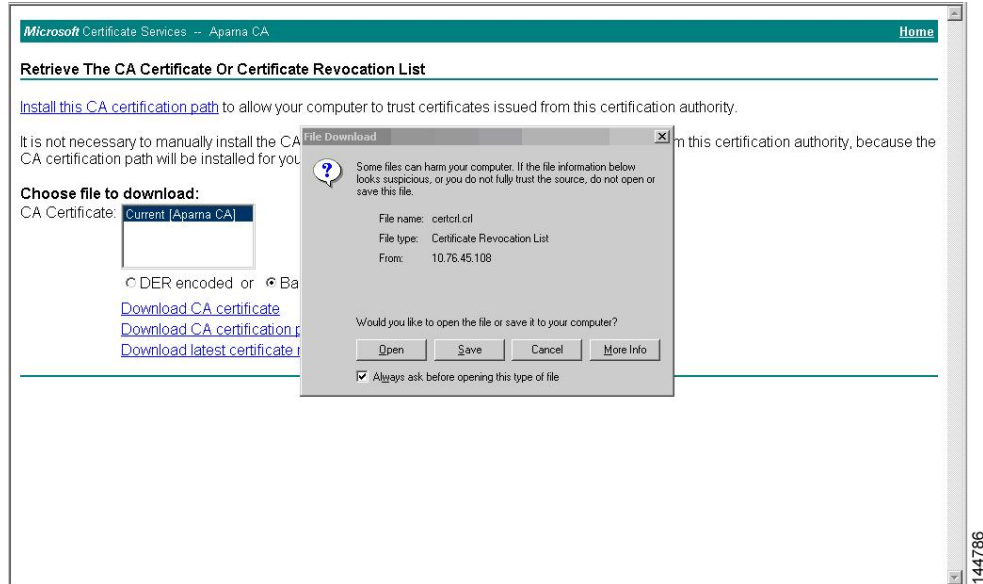 Microsoft Certificate Services -- Aparna CA Home
Retrieve The CA Certificate Or Certificate Revocation List
Install this CA certification path to allow your computer to trust certificates issued from this certification authority.
It is not necessary to manually install the CA
m this certification authority, because the
CA certification path will be installed for you
Choose file to download:
CA Certificate: Current [Aparna CA]
DER encoded or Ba
Download CA certificate
Download CA certification p
Download latest certificate r
File Download
Some files can harm your computer. If the file information below
looks suspicious, or you do not fully trust the source, do not open or
save this file.
File name: certcrl.crl
File type: Certificate Revocation List
From: 10.76.45.108
Would you like to open the file or save it to your computer?
Open Save Cancel More Info
Always ask before opening this type of file
144786